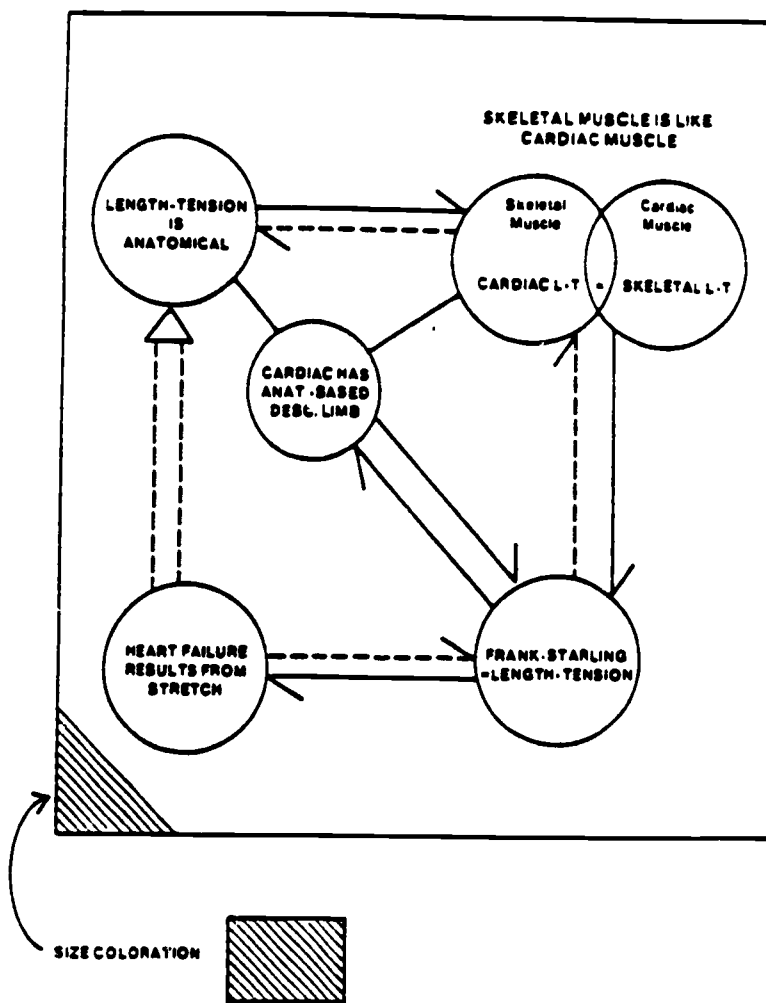 SKELETAL MUSCLE IS LIKE
CARDIAC MUSCLE
LENGTH-TENSION
IS
ANATOMICAL
Skeletal
Muscle
Cardiac
Muscle
CARDIAC L-T = SKELETAL L-T
CARDIAC HAS
ANAT.-BASED
DESC. LIMB
HEART FAILURE
RESULTS FROM
STRETCH
FRANK-STARLING
=LENGTH-TENSION
SIZE COLORATION